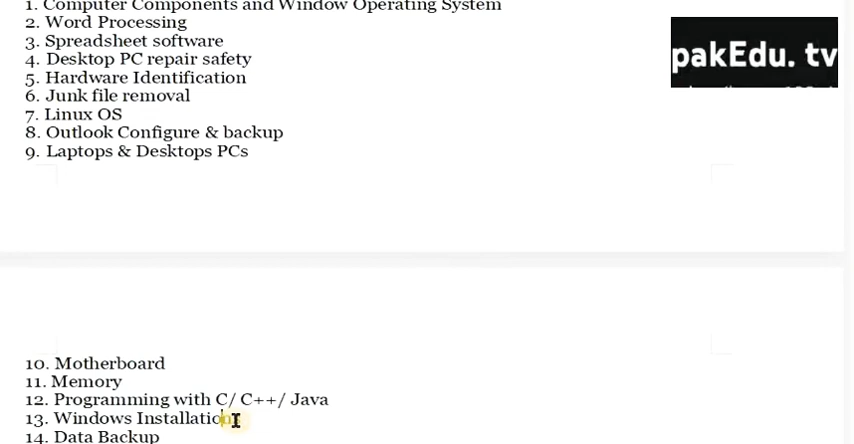 1. Computer Components and Window Operating System
2. Word Processing
3. Spreadsheet software
4. Desktop PC repair safety
5. Hardware Identification
6. Junk file removal
7. Linux OS
8. Outlook Configure & backup
9. Laptops & Desktops PCs
pakEdu. tv
10. Motherboard
11. Memory
12. Programming with C/ C++/ Java
13. Windows Installation
14. Data Backup